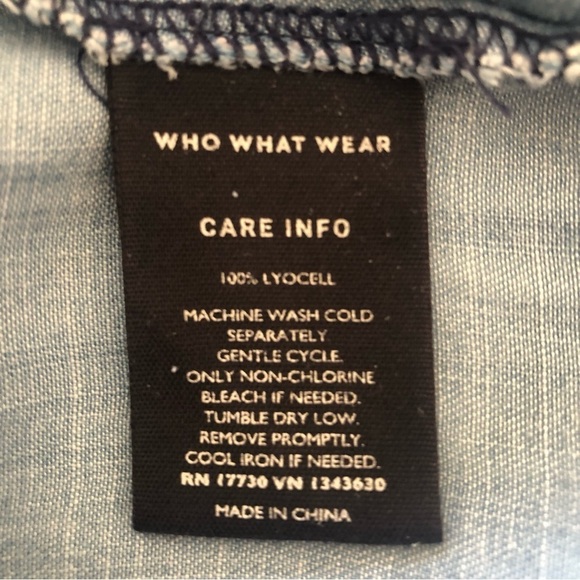 WHO WHAT WEAR
CARE INFO
100% LYOCELL
MACHINE WASH COLD
SEPARATELY
GENTLE CYCLE.
ONLY NON-CHLORINE
BLEACH IF NEEDED.
TUMBLE DRY LOW.
REMOVE PROMPTLY.
COOL IRON IF NEEDED.
RN 17730 VN 1343630
MADE IN CHINA